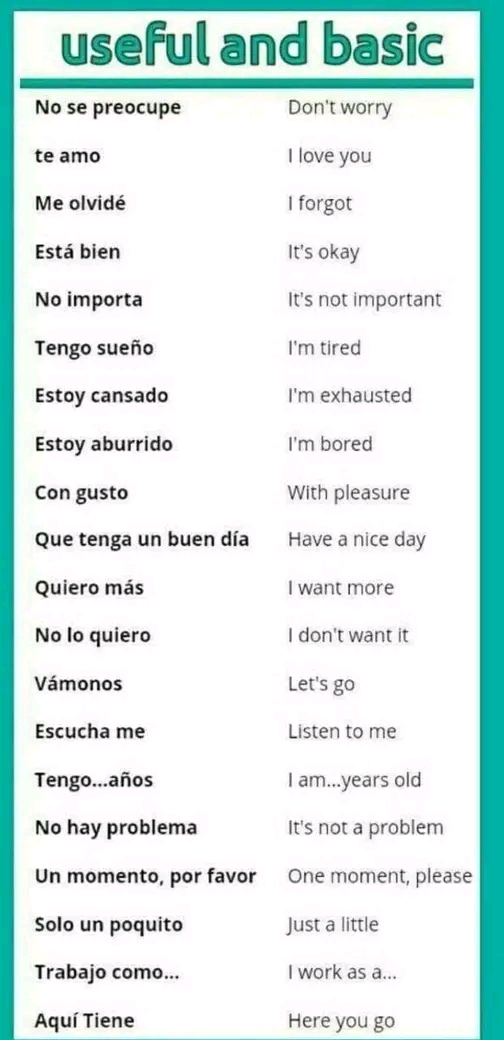 useful and basic
No se preocupe Don't worry
te amo I love you
Me olvidé I forgot
Está bien It's okay
No importa It's not important
Tengo sueño I'm tired
Estoy cansado I'm exhausted
Estoy aburrido I'm bored
Con gusto With pleasure
Que tenga un buen día Have a nice day
Quiero más I want more
No lo quiero I don't want it
Vámonos Let's go
Escucha me Listen to me
Tengo...años I am...years old
No hay problema It's not a problem
Un momento, por favor One moment, please
Solo un poquito Just a little
Trabajo como... I work as a...
Aquí Tiene Here you go